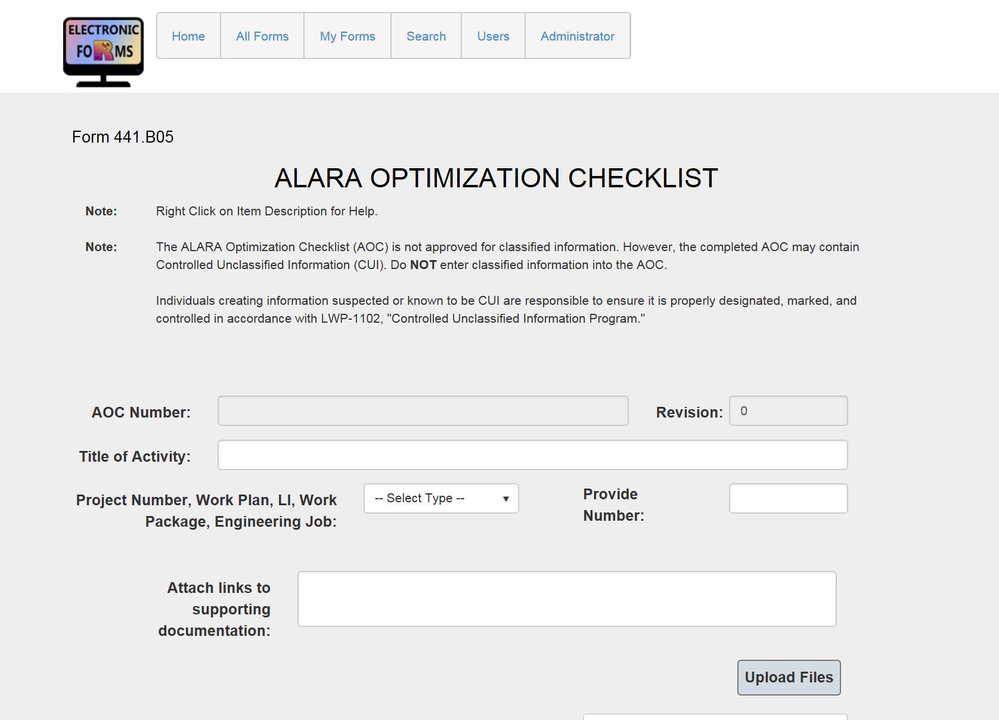 ELECTRONIC
FORMS
Home All Forms My Forms Search Users Administrator
Form 441.B05
ALARA OPTIMIZATION CHECKLIST
Note: Right Click on Item Description for Help.
Note: The ALARA Optimization Checklist (AOC) is not approved for classified information. However, the completed AOC may contain
Controlled Unclassified Information (CUI). Do NOT enter classified information into the AOC.
Individuals creating information suspected or known to be CUI are responsible to ensure it is properly designated, marked, and
controlled in accordance with LWP-1102, "Controlled Unclassified Information Program."
AOC Number: Revision: 0
Title of Activity:
Project Number, Work Plan, LI, Work
Package, Engineering Job:
-- Select Type --
Provide
Number:
Attach links to
supporting
documentation:
Upload Files